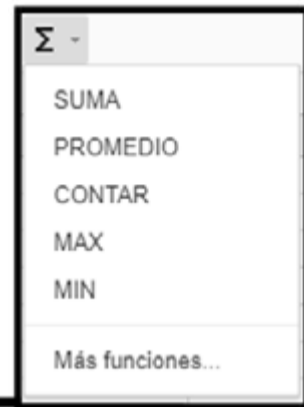 Σ
SUMA
PROMEDIO
CONTAR
MAX
MIN
Más funciones...